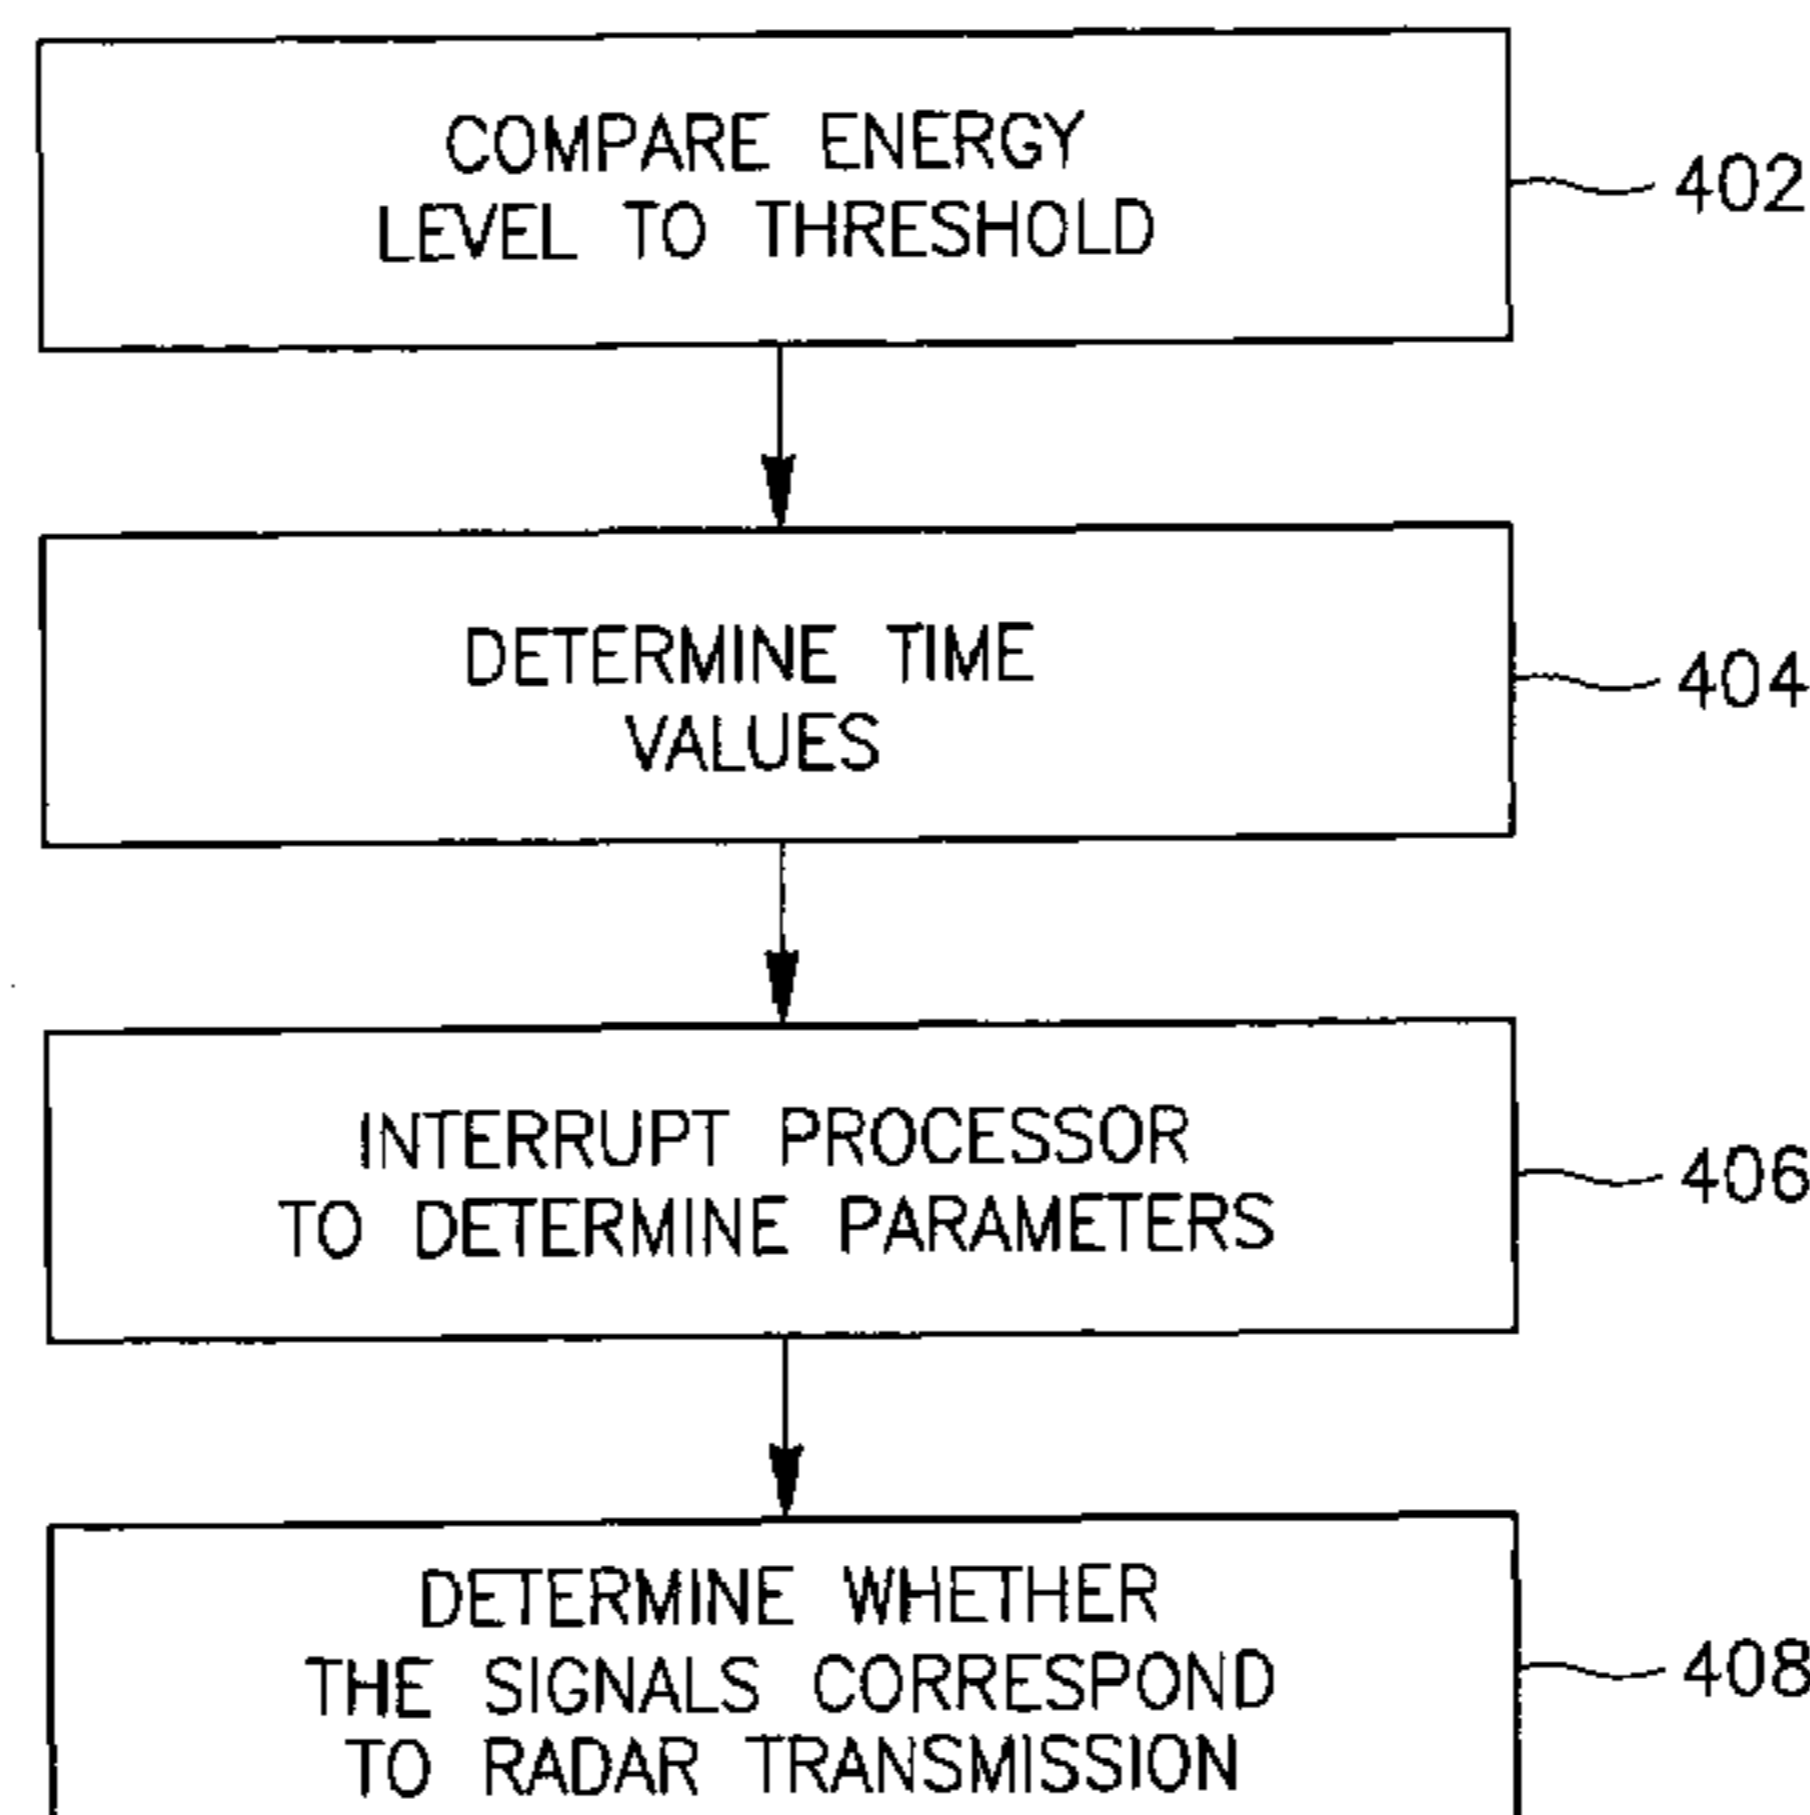 COMPARE ENERGY
LEVEL TO THRESHOLD
402
DETERMINE TIME
VALUES
404
INTERRUPT PROCESSOR
TO DETERMINE PARAMETERS
406
DETERMINE WHETHER
THE SIGNALS CORRESPOND
TO RADAR TRANSMISSION
408